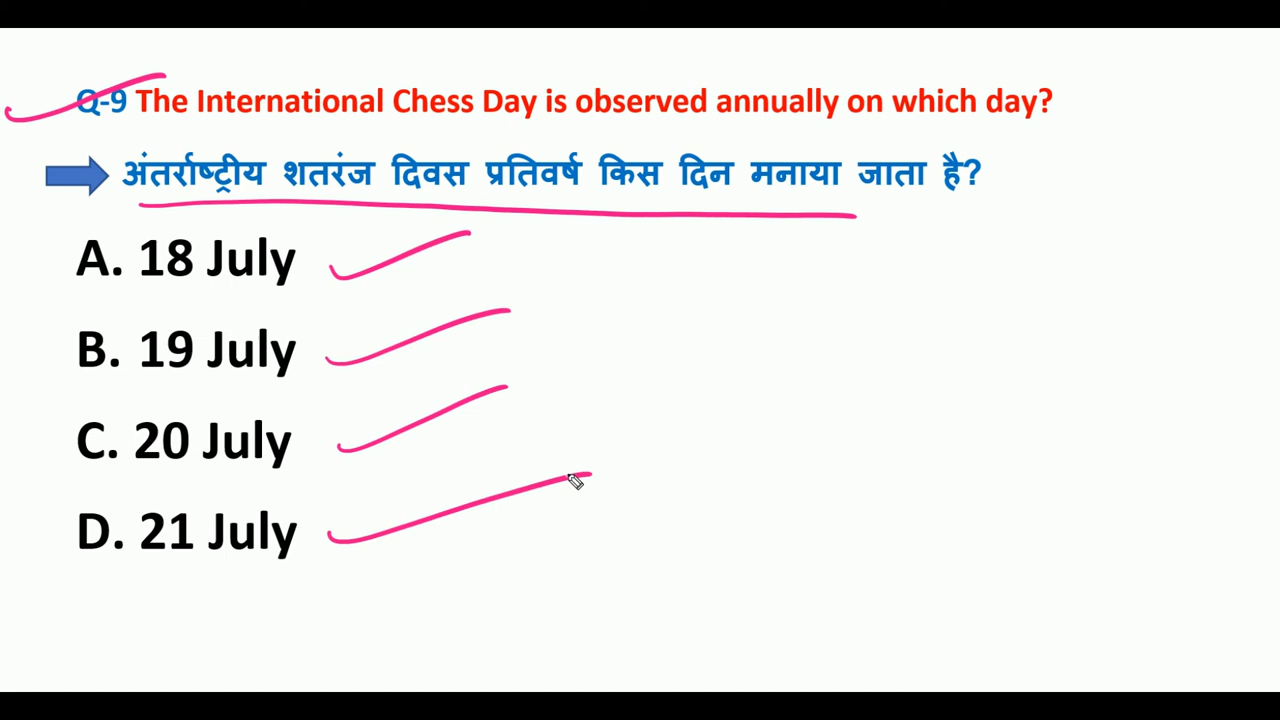 Q-9 The International Chess Day is observed annually on which day?
अंतर्राष्ट्रीय शतरंज दिवस प्रतिवर्ष किस दिन मनाया जाता है?
A. 18 July
B. 19 July
C. 20 July
D. 21 July